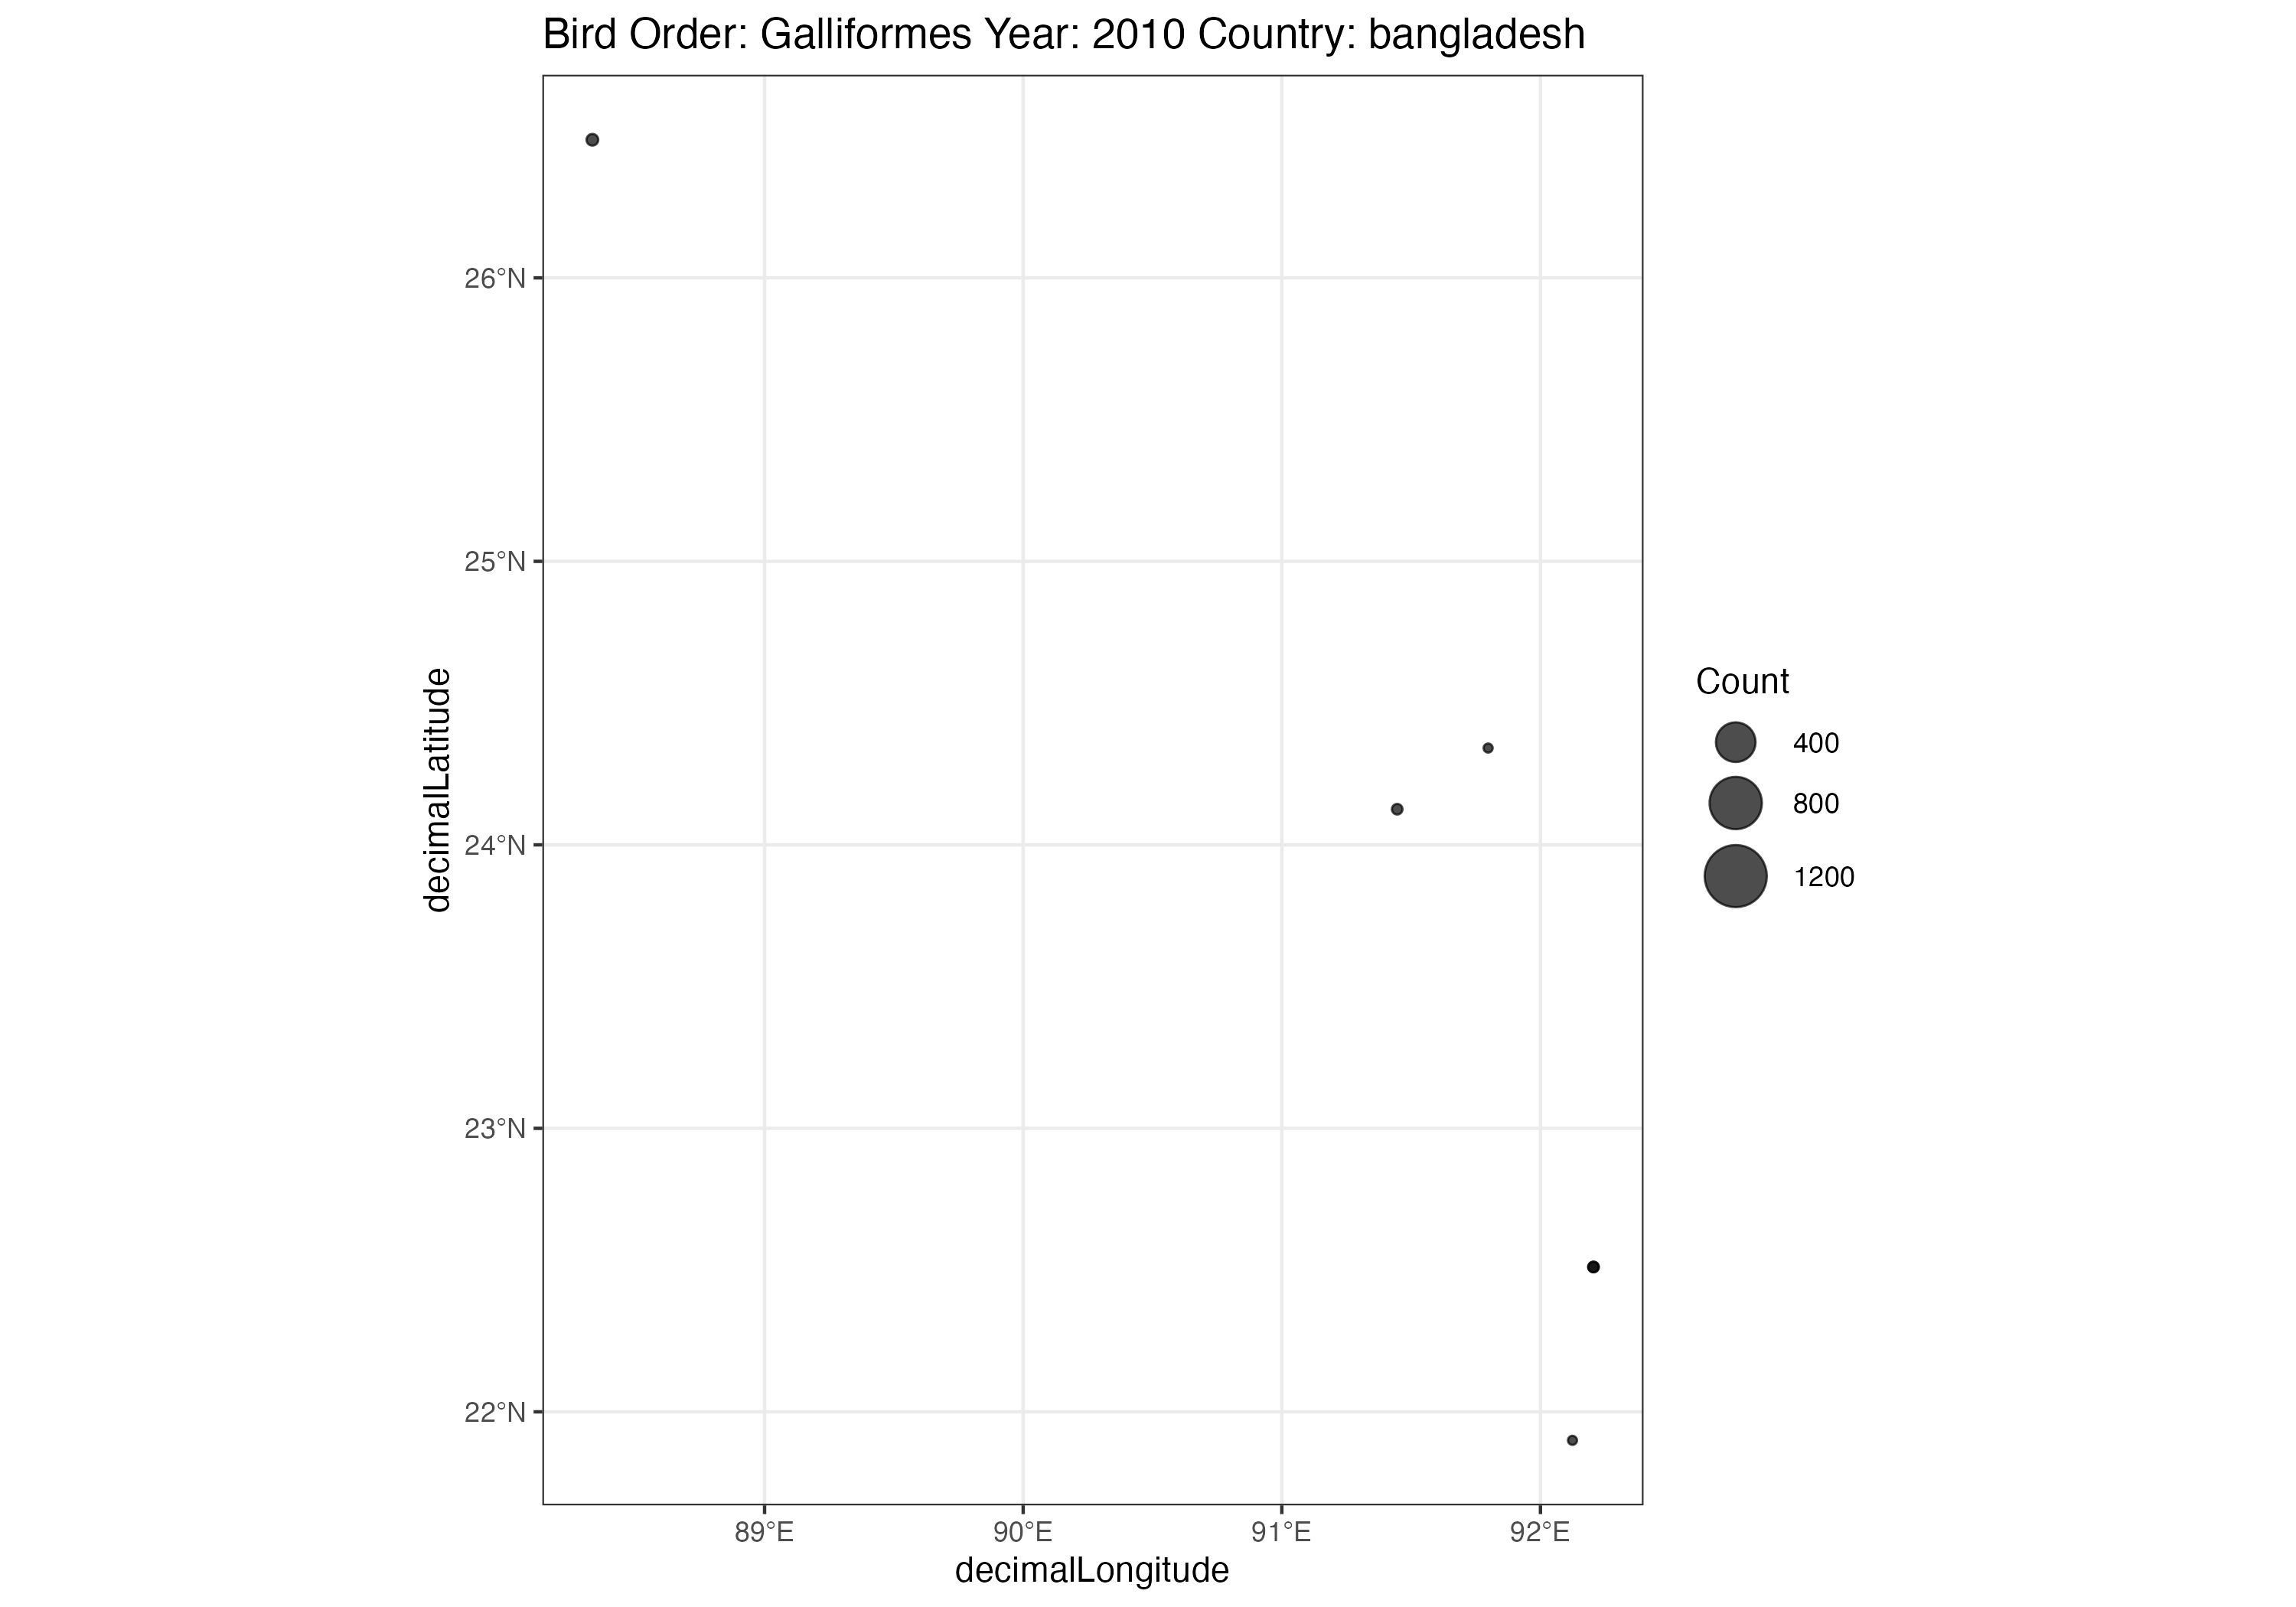 Bird Order: Galliformes Year: 2010 Country: bangladesh
26°N
25°N
24°N
23°N
22°N
decimalLatitude
89°E 90°E 91°E 92°E
decimalLongitude
Count
400
800
1200